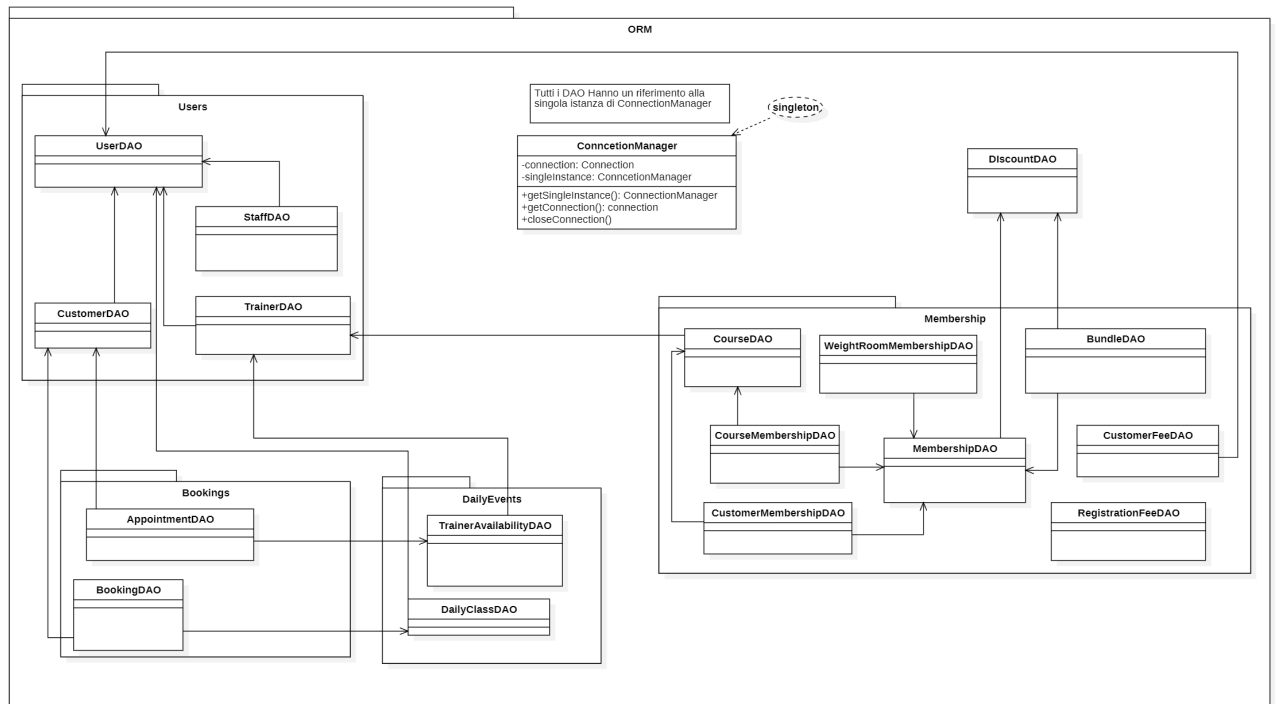 ORM
Users
UserDAO
StaffDAO
CustomerDAO
TrainerDAO
Tutti i DAO Hanno un riferimento alla
singola istanza di ConnectionManager
singleton
ConncetionManager
-connection: Connection
-singleInstance: ConncetionManager
+getSingleInstance(): ConnectionManager
+getConnection(): connection
+closeConnection()
DIscountDAO
Membership
CourseDAO
WeightRoomMembershipDAO
BundleDAO
CourseMembershipDAO
MembershipDAO
CustomerFeeDAO
CustomerMembershipDAO
RegistrationFeeDAO
Bookings
AppointmentDAO
BookingDAO
DailyEvents
TrainerAvailabilityDAO
DailyClassDAO